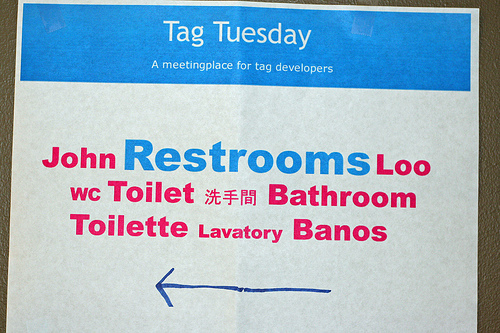 Tag Tuesday
A meetingplace for tag developers
John Restrooms Loo
WC Toilet 洗手間 Bathroom
Toilette Lavatory Banos